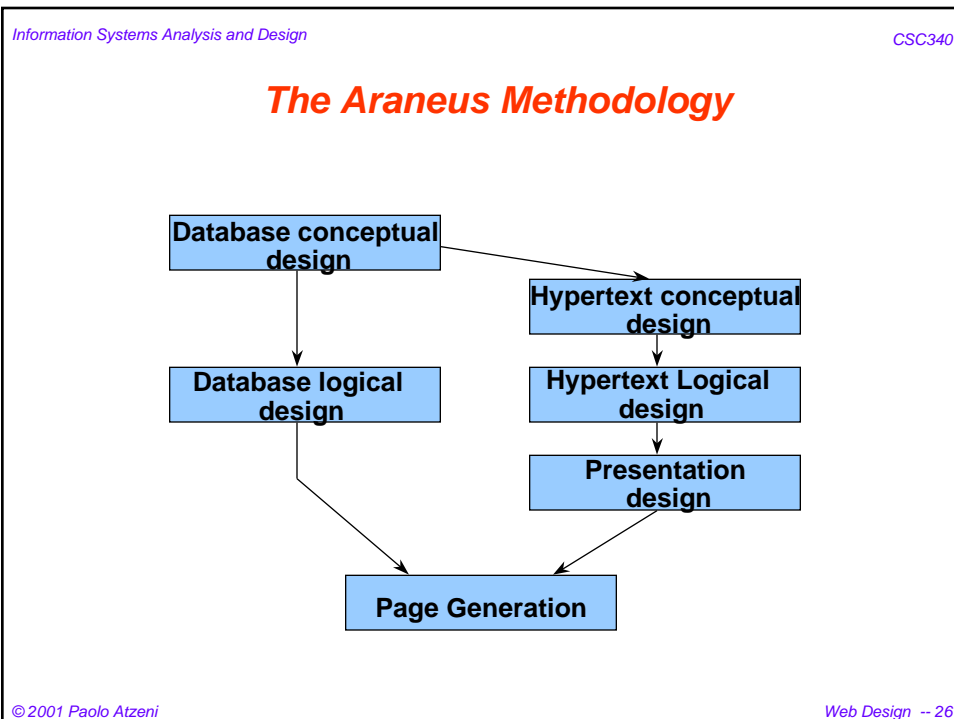 Information Systems Analysis and Design
CSC340
The Araneus Methodology
Database conceptual
design
Hypertext conceptual
design
Database logical
design
Hypertext Logical
design
Presentation
design
Page Generation
© 2001 Paolo Atzeni
Web Design -- 26